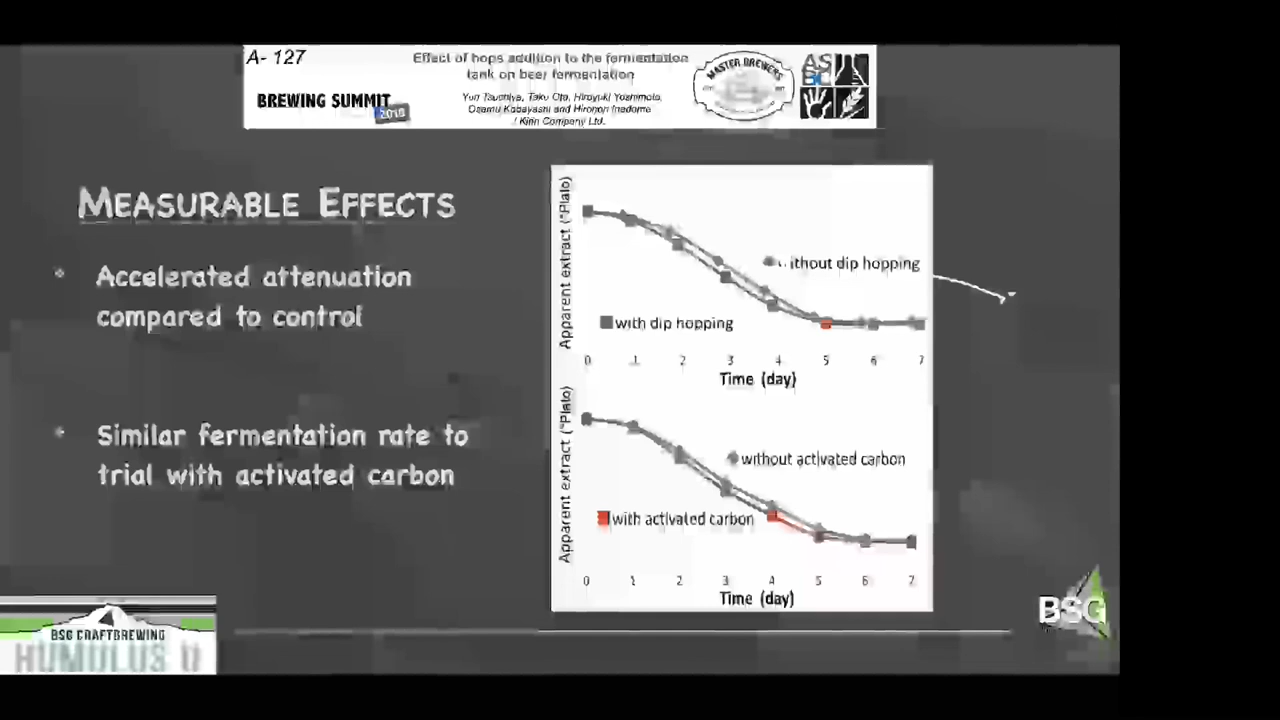 A- 127
Effect of hops addition to the fermentation
tank on beer fermentation
BREWING SUMMIT
2018
Yuri Tsuchiya, Taku Ota, Hiroyuki Yoshimoto,
Osamu Kobayashi and Hiromon Inadome
/ Kirin Company Ltd.
MASTER BREWERS
ASBC
MEASURABLE EFFECTS
• Accelerated attenuation
compared to control
• Similar fermentation rate to
trial with activated carbon
Apparent extract (°Plato)
without dip hopping
with dip hopping
0 1 2 3 4 5 6 7
Time (day)
Apparent extract (°Plato)
without activated carbon
with activated carbon
0 1 2 3 4 5 6 7
Time (day)
BSG CRAFTBREWING
HUMULUS U
BSG